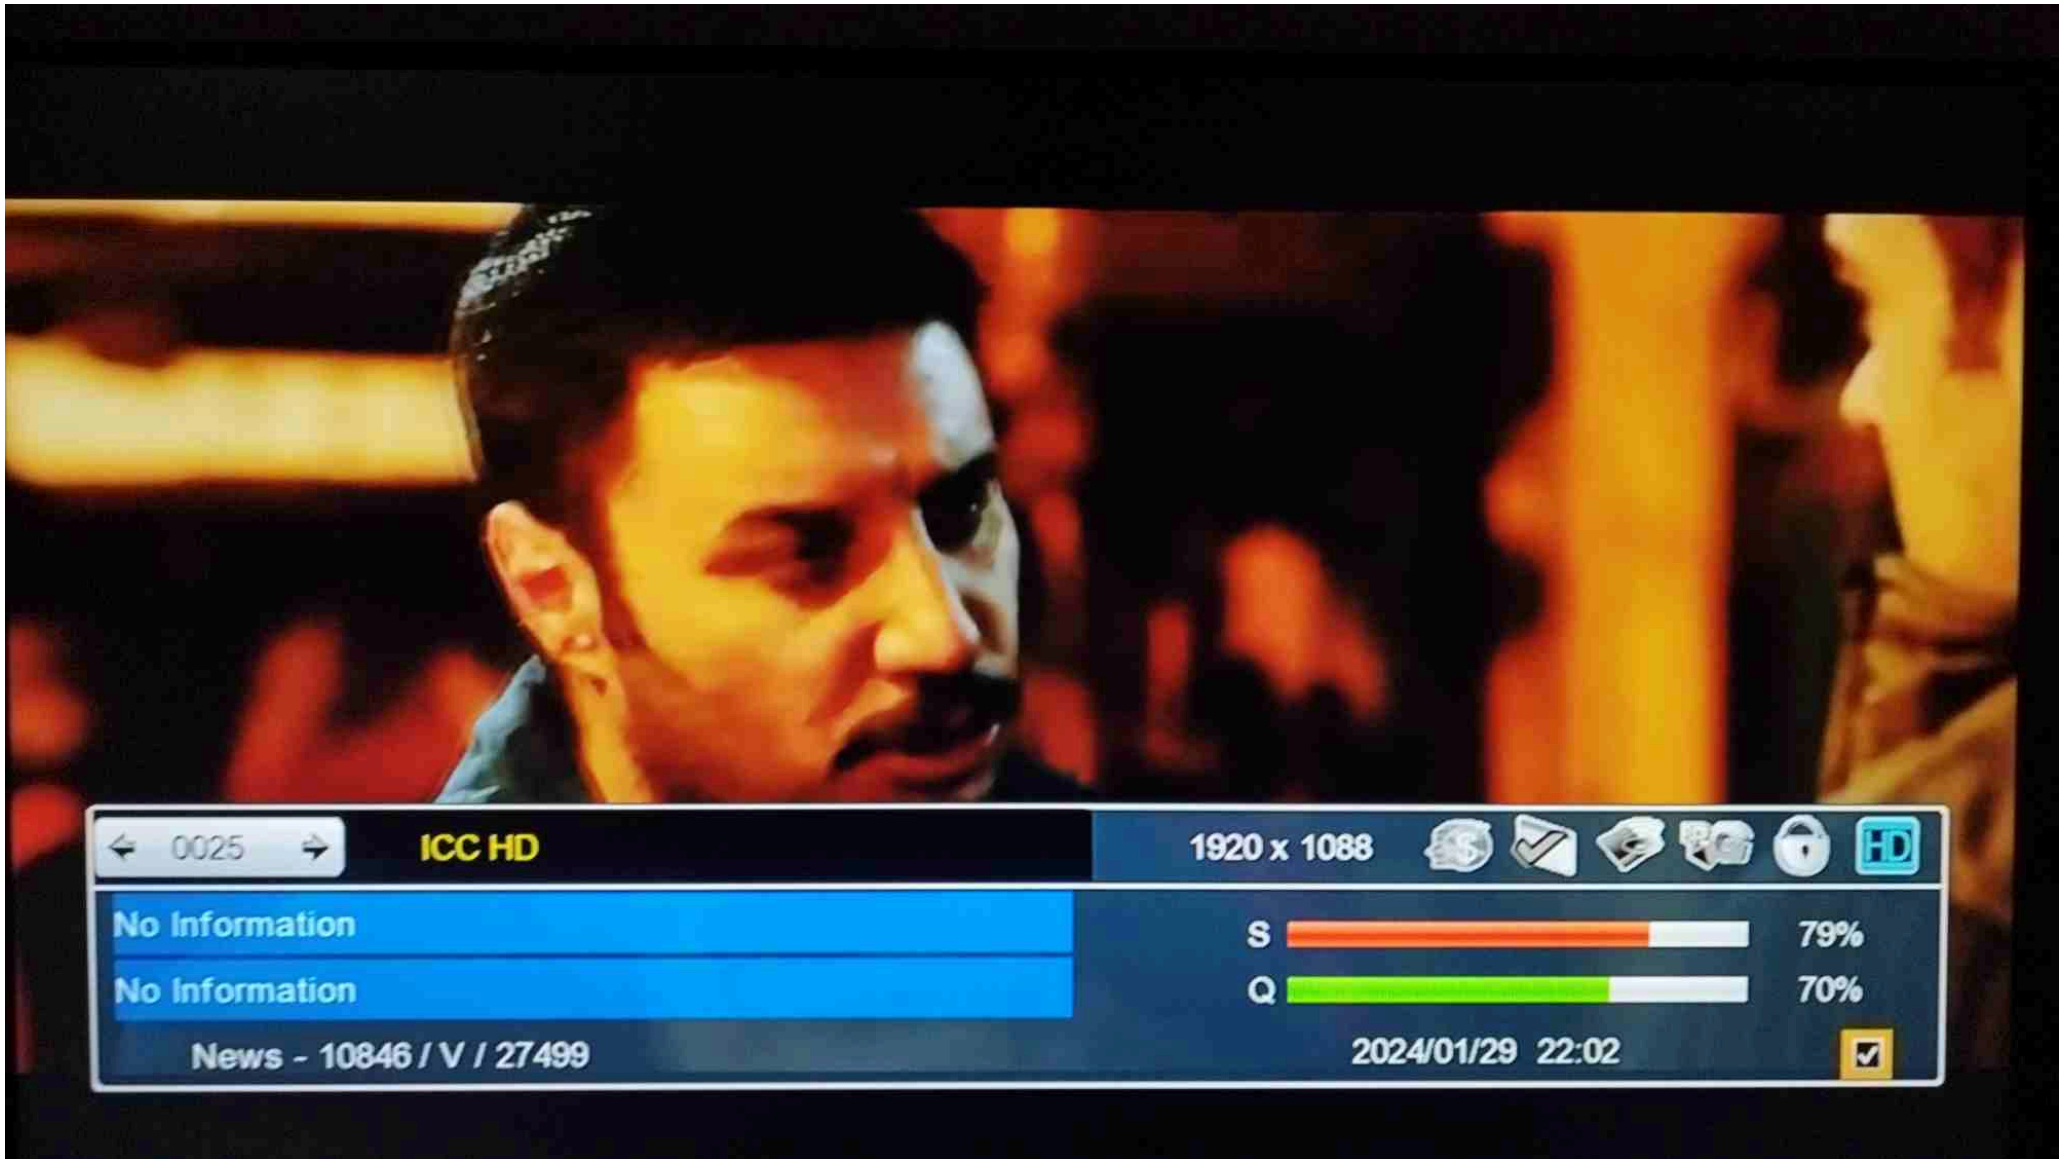 0025 ICC HD 1920 x 1088 HD
No Information S 79%
No Information Q 70%
News - 10846 / V / 27499 2024/01/29 22:02